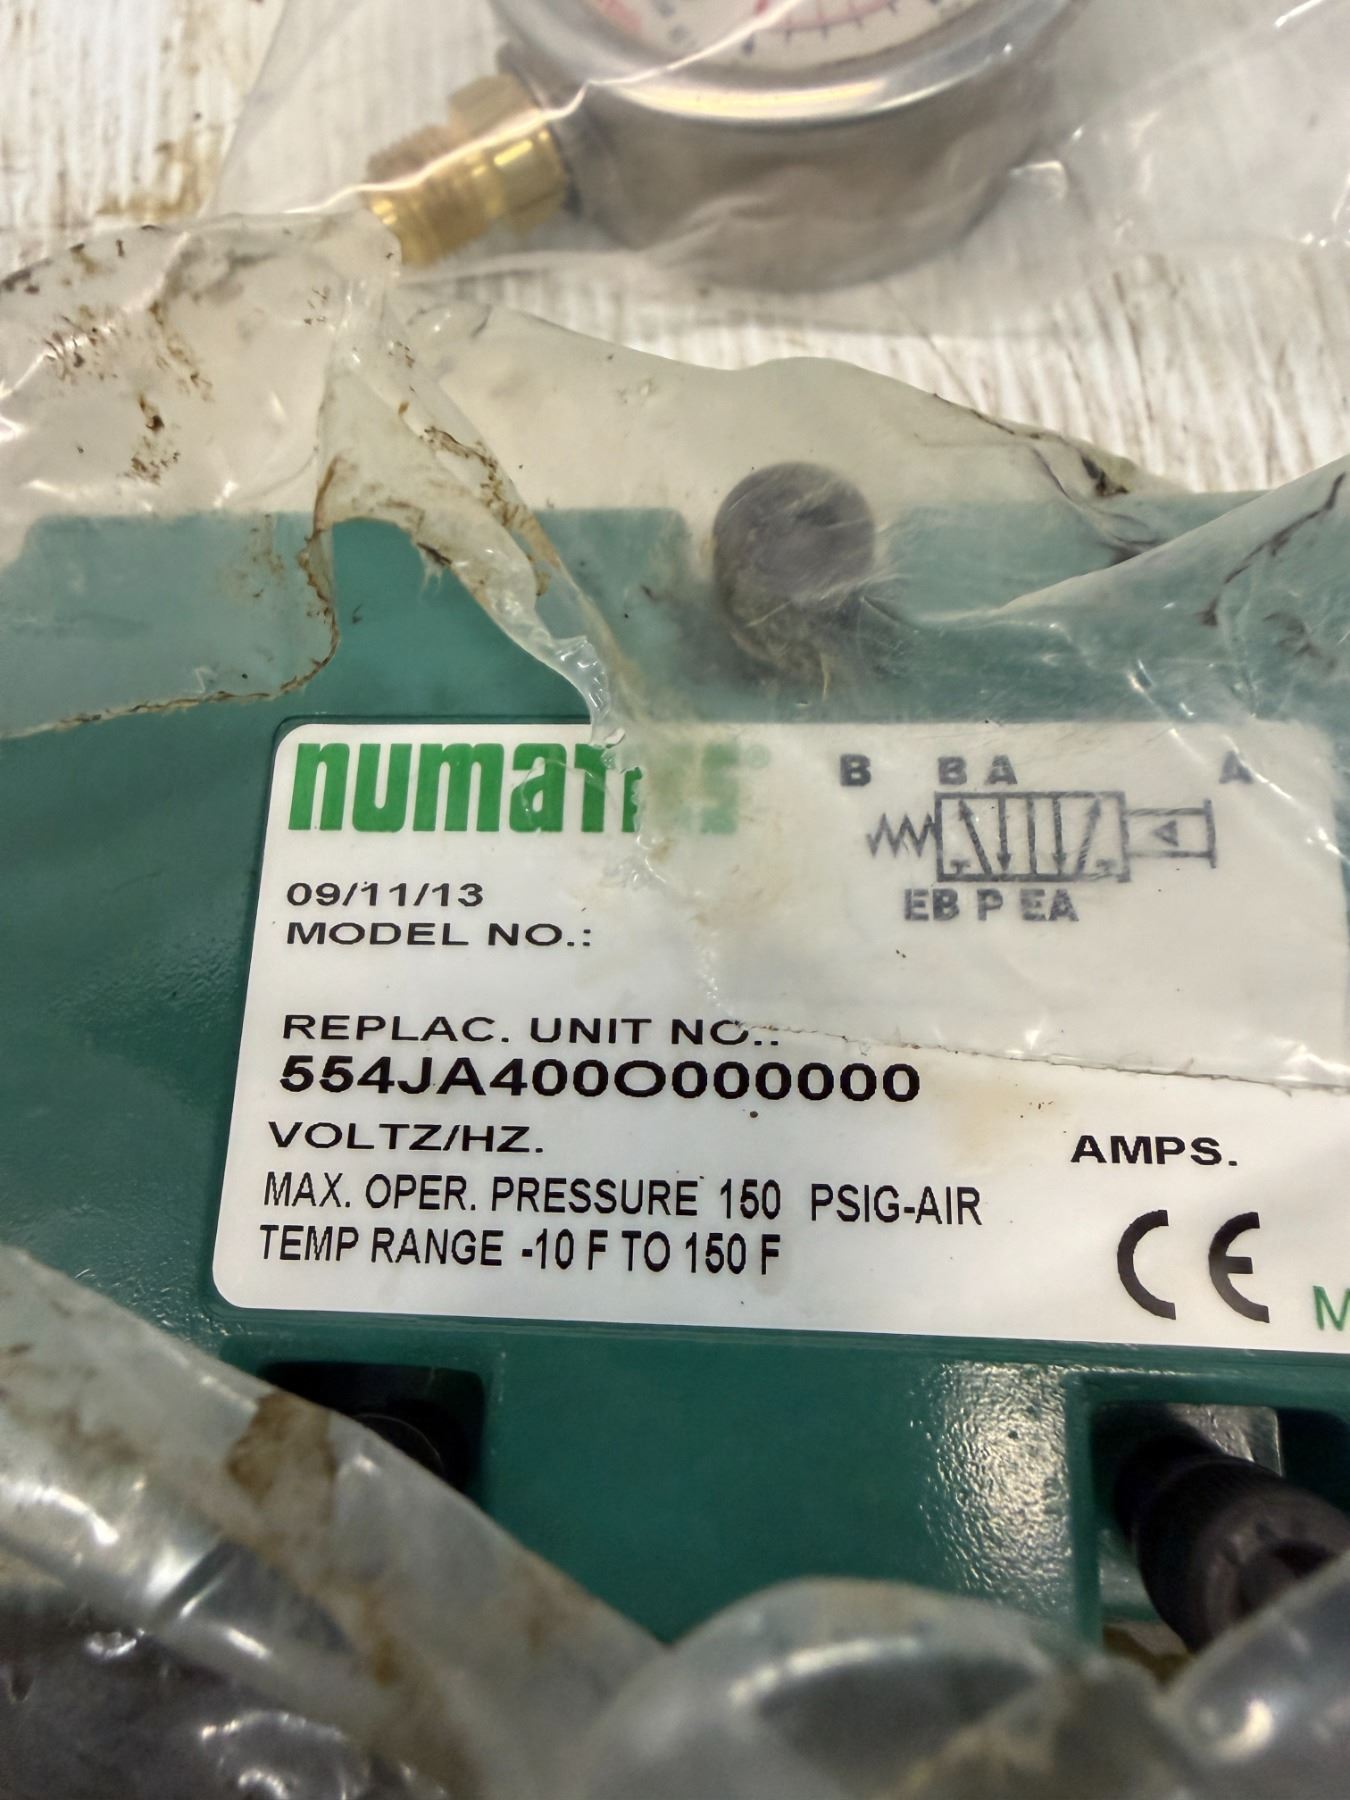 numatics®
B B A A
EB P EA
09/11/13
MODEL NO.:
REPLAC. UNIT NO.:
554JA400O000000
VOLTZ/HZ.
AMPS.
MAX. OPER. PRESSURE 150 PSIG-AIR
TEMP RANGE -10 F TO 150 F
CE